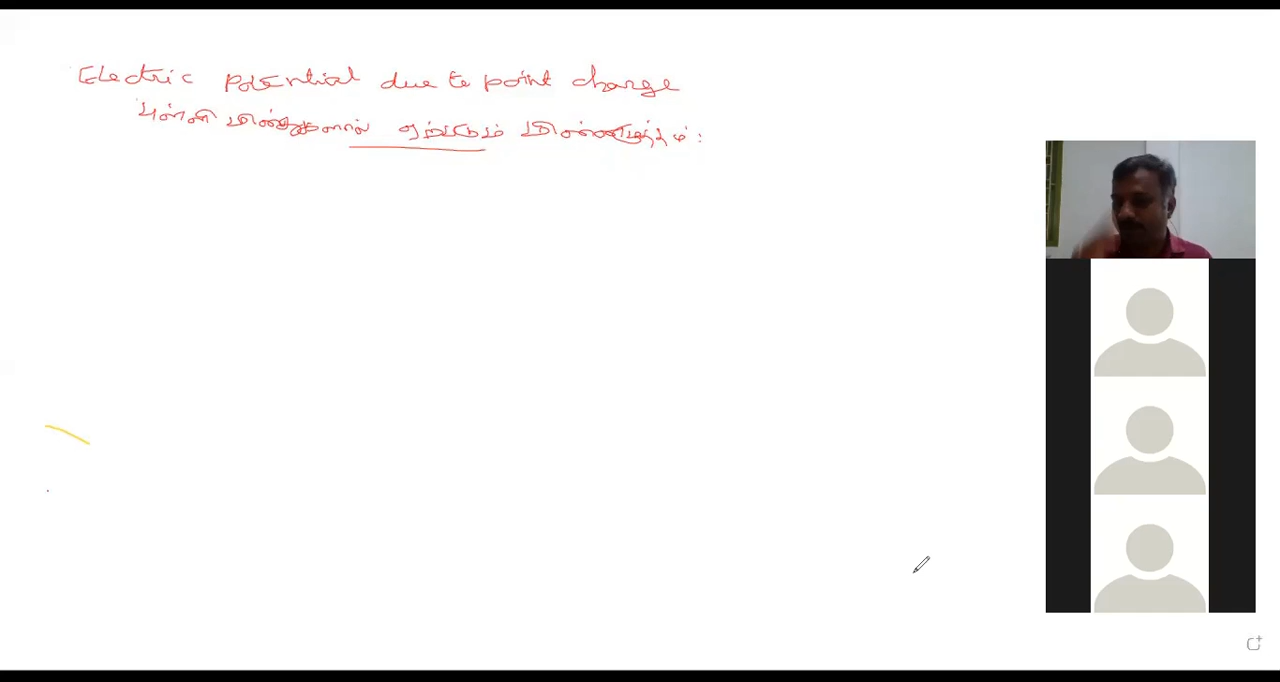 Electric potential due to point charge
புள்ளி மின்துகளால் ஏற்படும் மின்னழுத்தம் :